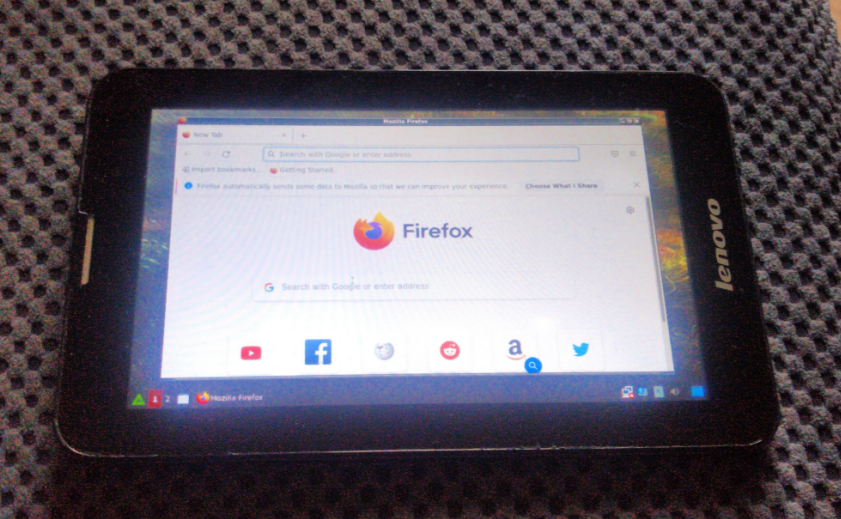 Mozilla Firefox
New Tab
Search with Google or enter address
Import bookmarks... Getting Started
Firefox automatically sends some data to Mozilla so that we can improve your experience. Choose What I Share
Firefox
Search with Google or enter address
1 2 Mozilla Firefox
lenovo